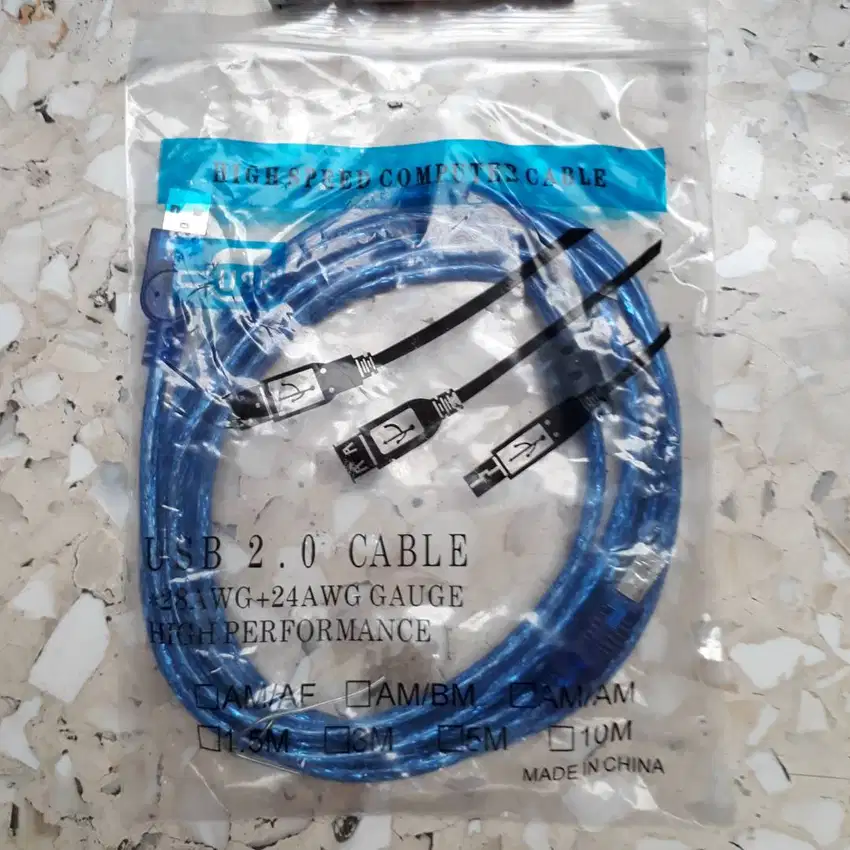 HIGH SPEED COMPUTER CABLE
USB 2.0 CABLE
28AWG+24AWG GAUGE
HIGH PERFORMANCE
AM/AF AM/BM AM/AM
1.5M 3M 5M 10M
MADE IN CHINA